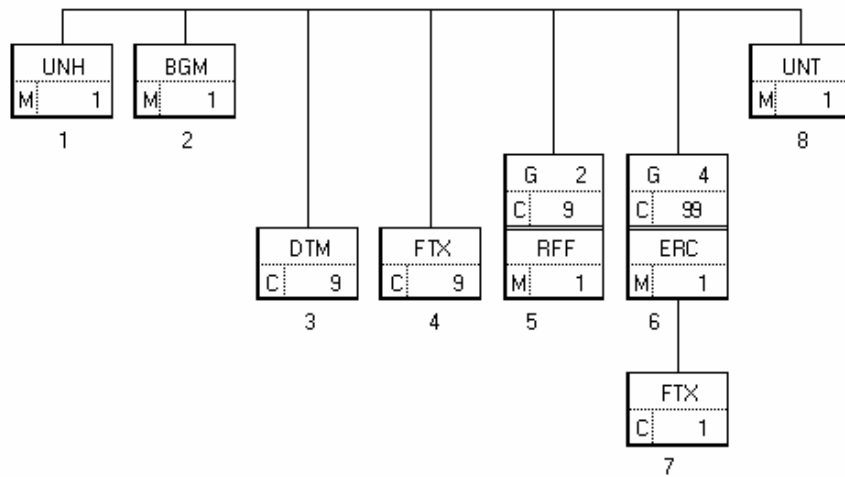 UNH
M 1
1
BGM
M 1
2
UNT
M 1
8
DTM
C 9
3
FTX
C 9
4
G 2
C 9
RFF
M 1
5
G 4
C 99
ERC
M 1
6
FTX
C 1
7